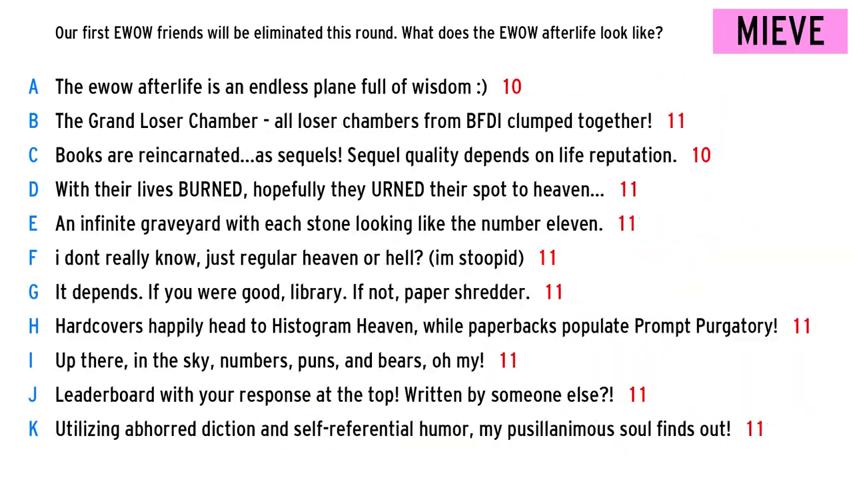 Our first EWOW friends will be eliminated this round. What does the EWOW afterlife look like?
MIEVE
A The ewow afterlife is an endless plane full of wisdom :) 10
B The Grand Loser Chamber - all loser chambers from BFDI clumped together! 11
C Books are reincarnated...as sequels! Sequel quality depends on life reputation. 10
D With their lives BURNED, hopefully they URNED their spot to heaven... 11
E An infinite graveyard with each stone looking like the number eleven. 11
F i dont really know, just regular heaven or hell? (im stoopid) 11
G It depends. If you were good, library. If not, paper shredder. 11
H Hardcovers happily head to Histogram Heaven, while paperbacks populate Prompt Purgatory! 11
I Up there, in the sky, numbers, puns, and bears, oh my! 11
J Leaderboard with your response at the top! Written by someone else?! 11
K Utilizing abhorred diction and self-referential humor, my pusillanimous soul finds out! 11